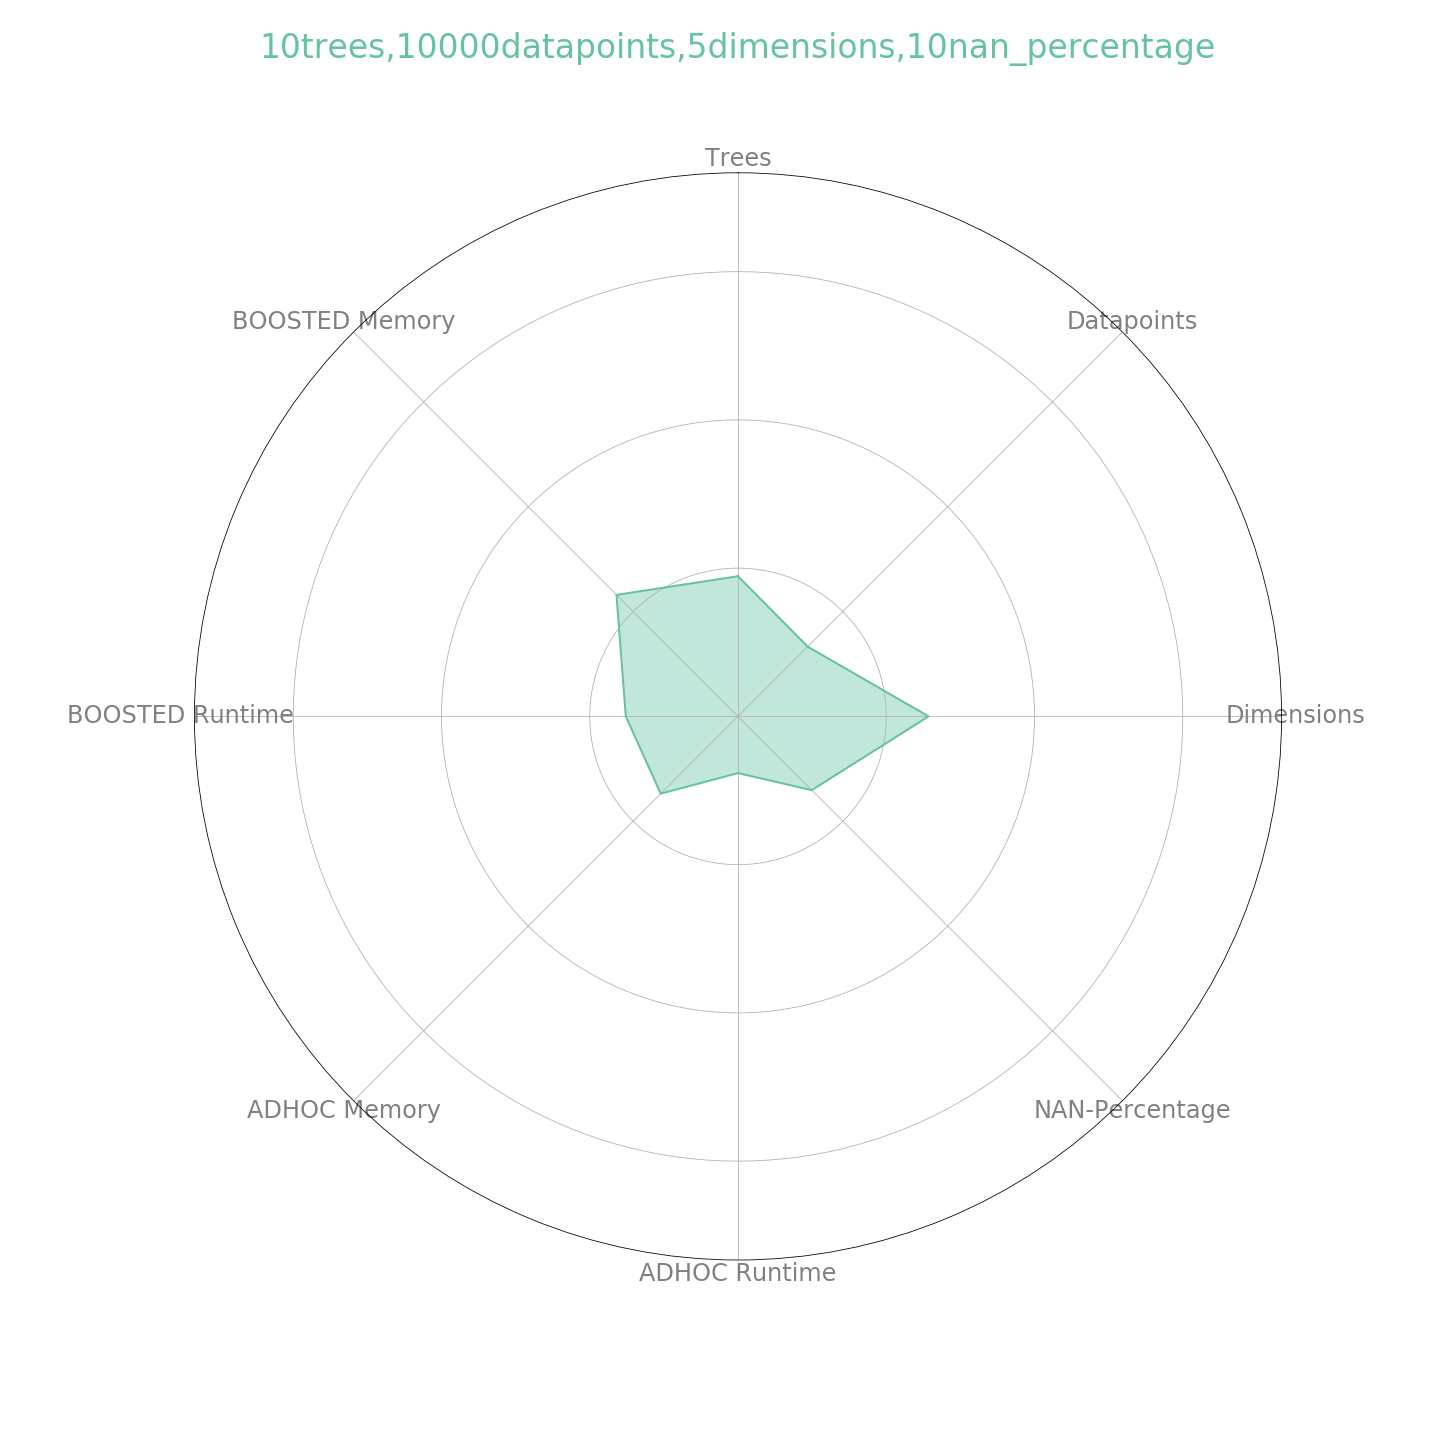 10trees,10000datapoints,5dimensions,10nan_percentage
Trees
BOOSTED Memory
Datapoints
BOOSTED Runtime
Dimensions
ADHOC Memory
NAN-Percentage
ADHOC Runtime